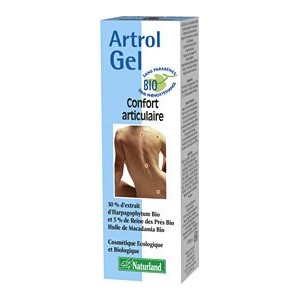 Artrol
Gel
SANS PARABÈNES
BIO
SANS PHÉNOXYETHANOL
Confort
articulaire
30 % d'extrait
d'Harpagophytum Bio
et 5 % de Reine des Prés Bio
Huile de Macadamia Bio
Cosmétique Ecologique
et Biologique
Naturland